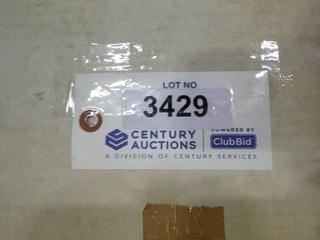 LOT NO
3429
CENTURY
AUCTIONS
POWERED BY
ClubBid
A DIVISION OF CENTURY SERVICES